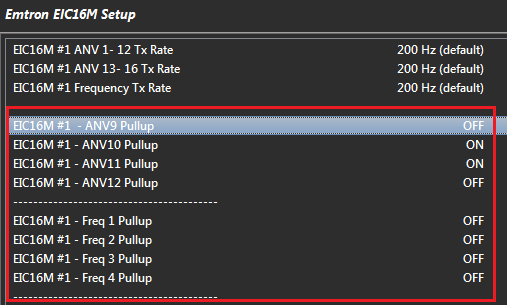 Emtron EIC16M Setup
EIC16M #1 ANV 1- 12 Tx Rate 200 Hz (default)
EIC16M #1 ANV 13- 16 Tx Rate 200 Hz (default)
EIC16M #1 Frequency Tx Rate 200 Hz (default)
EIC16M #1  - ANV9 Pullup OFF
EIC16M #1 - ANV10 Pullup ON
EIC16M #1 - ANV11 Pullup ON
EIC16M #1 - ANV12 Pullup OFF
----------------------------------------
EIC16M #1 - Freq 1 Pullup OFF
EIC16M #1 - Freq 2 Pullup OFF
EIC16M #1 - Freq 3 Pullup OFF
EIC16M #1 - Freq 4 Pullup OFF
----------------------------------------